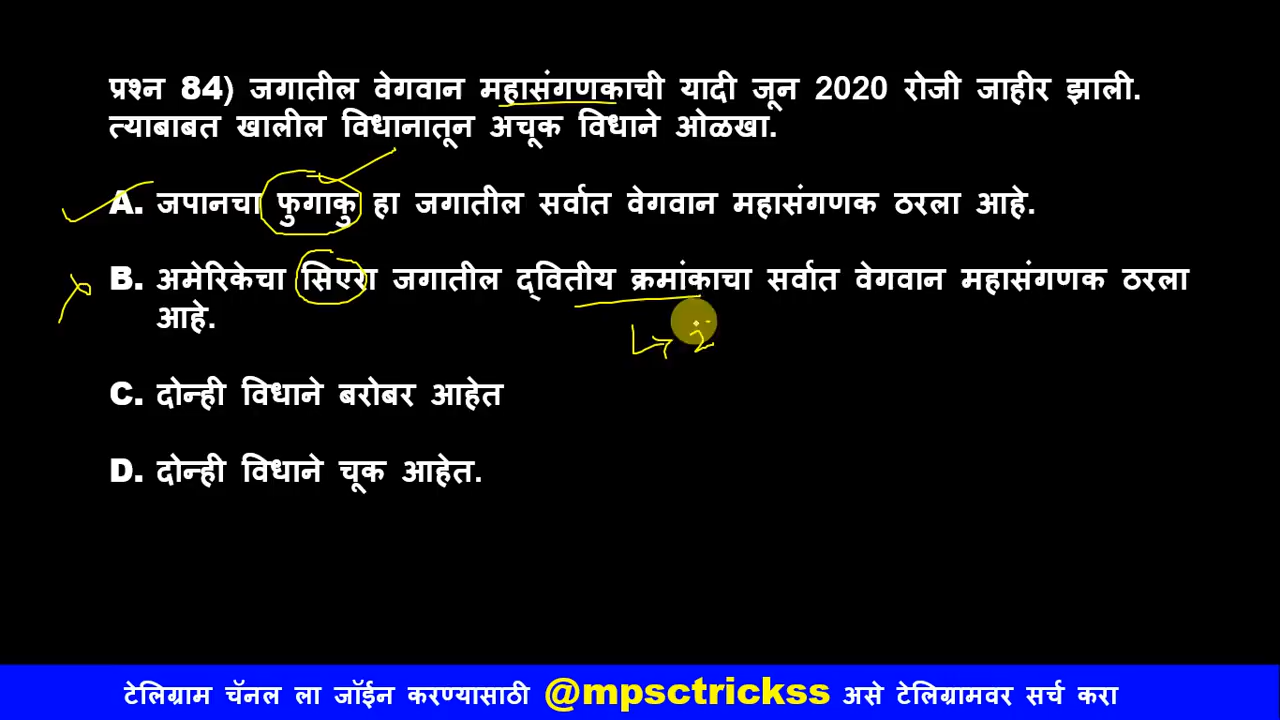 प्रश्न 84) जगातील वेगवान महासंगणकाची यादी जून 2020 रोजी जाहीर झाली.
त्याबाबत खालील विधानातून अचूक विधाने ओळखा.
A. जपानचा फुगाकु हा जगातील सर्वात वेगवान महासंगणक ठरला आहे.
B. अमेरिकेचा सिएरा जगातील द्वितीय क्रमांकाचा सर्वात वेगवान महासंगणक ठरला
आहे.
2
C. दोन्ही विधाने बरोबर आहेत
D. दोन्ही विधाने चूक आहेत.
टेलिग्राम चॅनल ला जॉईन करण्यासाठी @mpsctrickss असे टेलिग्रामवर सर्च करा